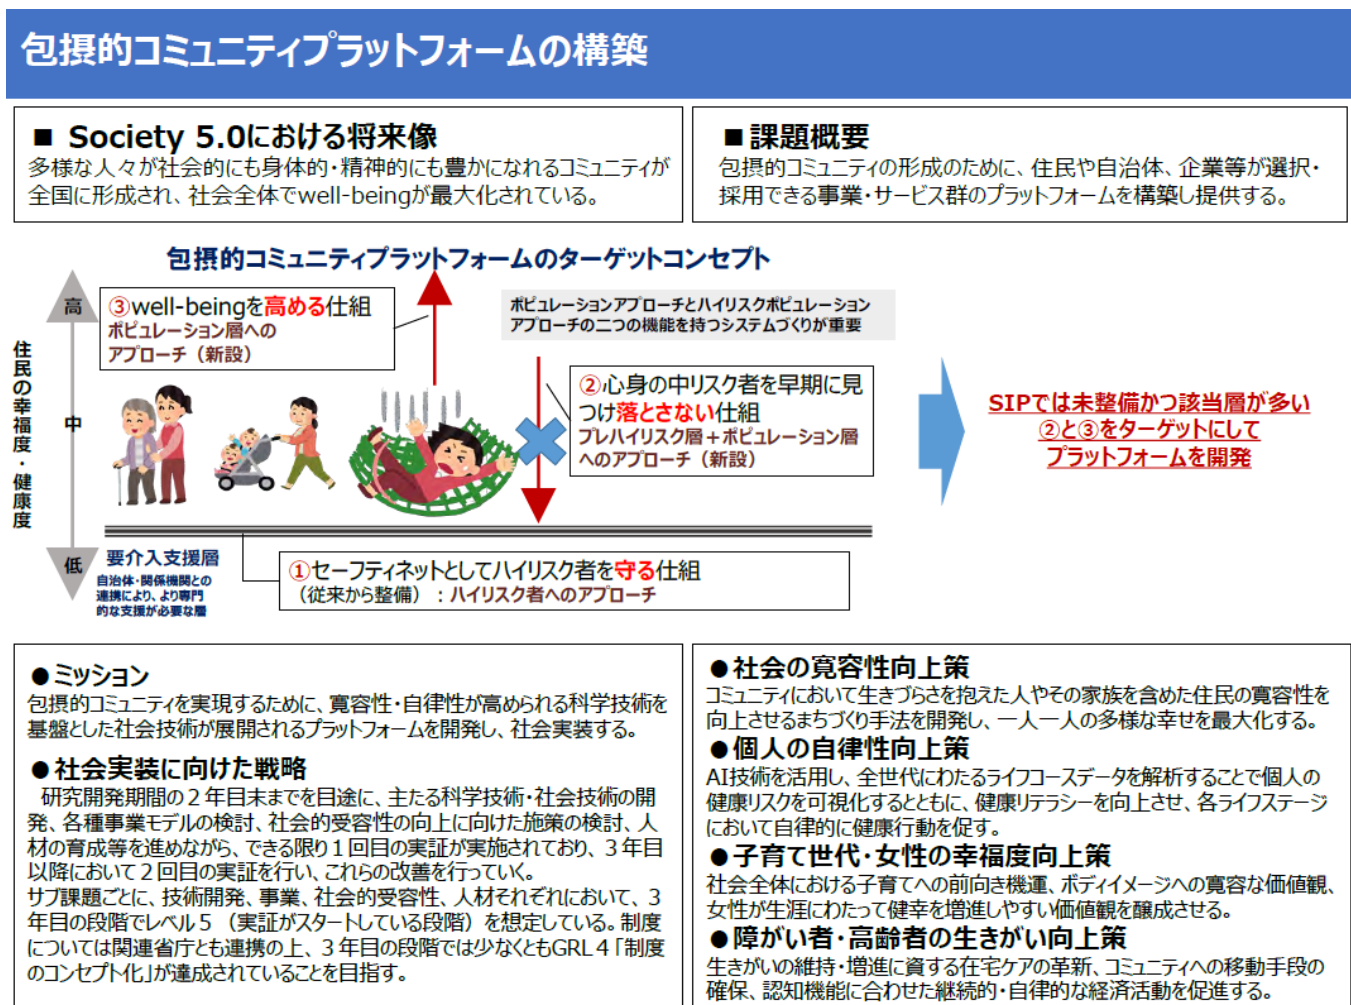 包摂的コミュニティプラットフォームの構築
■ Society 5.0における将来像
多様な人々が社会的にも身体的・精神的にも豊かになれるコミュニティが
全国に形成され、社会全体でwell-beingが最大化されている。
■課題概要
包摂的コミュニティの形成のために、住民や自治体、企業等が選択・
採用できる事業・サービス群のプラットフォームを構築し提供する。
包摂的コミュニティプラットフォームのターゲットコンセプト
住民の幸福度・健康度
高
中
低
③well-beingを高める仕組
ポピュレーション層への
アプローチ（新設）
ポピュレーションアプローチとハイリスクポピュレーション
アプローチの二つの機能を持つシステムづくりが重要
②心身の中リスク者を早期に見
つけ落とさない仕組
プレハイリスク層＋ポピュレーション層
へのアプローチ（新設）
SIPでは未整備かつ該当層が多い
②と③をターゲットにして
プラットフォームを開発
要介入支援層
自治体・関係機関との
連携により、より専門
的な支援が必要な層
①セーフティネットとしてハイリスク者を守る仕組
（従来から整備）：ハイリスク者へのアプローチ
●ミッション
包摂的コミュニティを実現するために、寛容性・自律性が高められる科学技術を
基盤とした社会技術が展開されるプラットフォームを開発し、社会実装する。
●社会実装に向けた戦略
研究開発期間の２年目末までを目途に、主たる科学技術・社会技術の開
発、各種事業モデルの検討、社会的受容性の向上に向けた施策の検討、人
材の育成等を進めながら、できる限り１回目の実証が実施されており、３年目
以降において２回目の実証を行い、これらの改善を行っていく。
サブ課題ごとに、技術開発、事業、社会的受容性、人材それぞれにおいて、３
年目の段階でレベル５（実証がスタートしている段階）を想定している。制度
については関連省庁とも連携の上、３年目の段階では少なくともGRL４「制度
のコンセプト化」が達成されていることを目指す。
●社会の寛容性向上策
コミュニティにおいて生きづらさを抱えた人やその家族を含めた住民の寛容性を
向上させるまちづくり手法を開発し、一人一人の多様な幸せを最大化する。
●個人の自律性向上策
AI技術を活用し、全世代にわたるライフコースデータを解析することで個人の
健康リスクを可視化するとともに、健康リテラシーを向上させ、各ライフステージ
において自律的に健康行動を促す。
●子育て世代・女性の幸福度向上策
社会全体における子育てへの前向き機運、ボディイメージへの寛容な価値観、
女性が生涯にわたって健幸を増進しやすい価値観を醸成させる。
●障がい者・高齢者の生きがい向上策
生きがいの維持・増進に資する在宅ケアの革新、コミュニティへの移動手段の
確保、認知機能に合わせた継続的・自律的な経済活動を促進する。